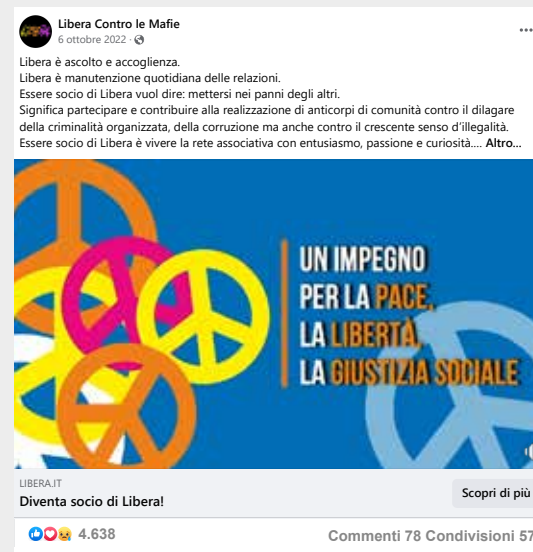 Libera Contro le Mafie
6 ottobre 2022 ·
Libera è ascolto e accoglienza.
Libera è manutenzione quotidiana delle relazioni.
Essere socio di Libera vuol dire: mettersi nei panni degli altri.
Significa partecipare e contribuire alla realizzazione di anticorpi di comunità contro il dilagare
della criminalità organizzata, della corruzione ma anche contro il crescente senso d'illegalità.
Essere socio di Libera è vivere la rete associativa con entusiasmo, passione e curiosità.... Altro...
UN IMPEGNO
PER LA PACE,
LA LIBERTÀ,
LA GIUSTIZIA SOCIALE
LIBERA.IT
Diventa socio di Libera!
Scopri di più
4.638
Commenti 78 Condivisioni 57